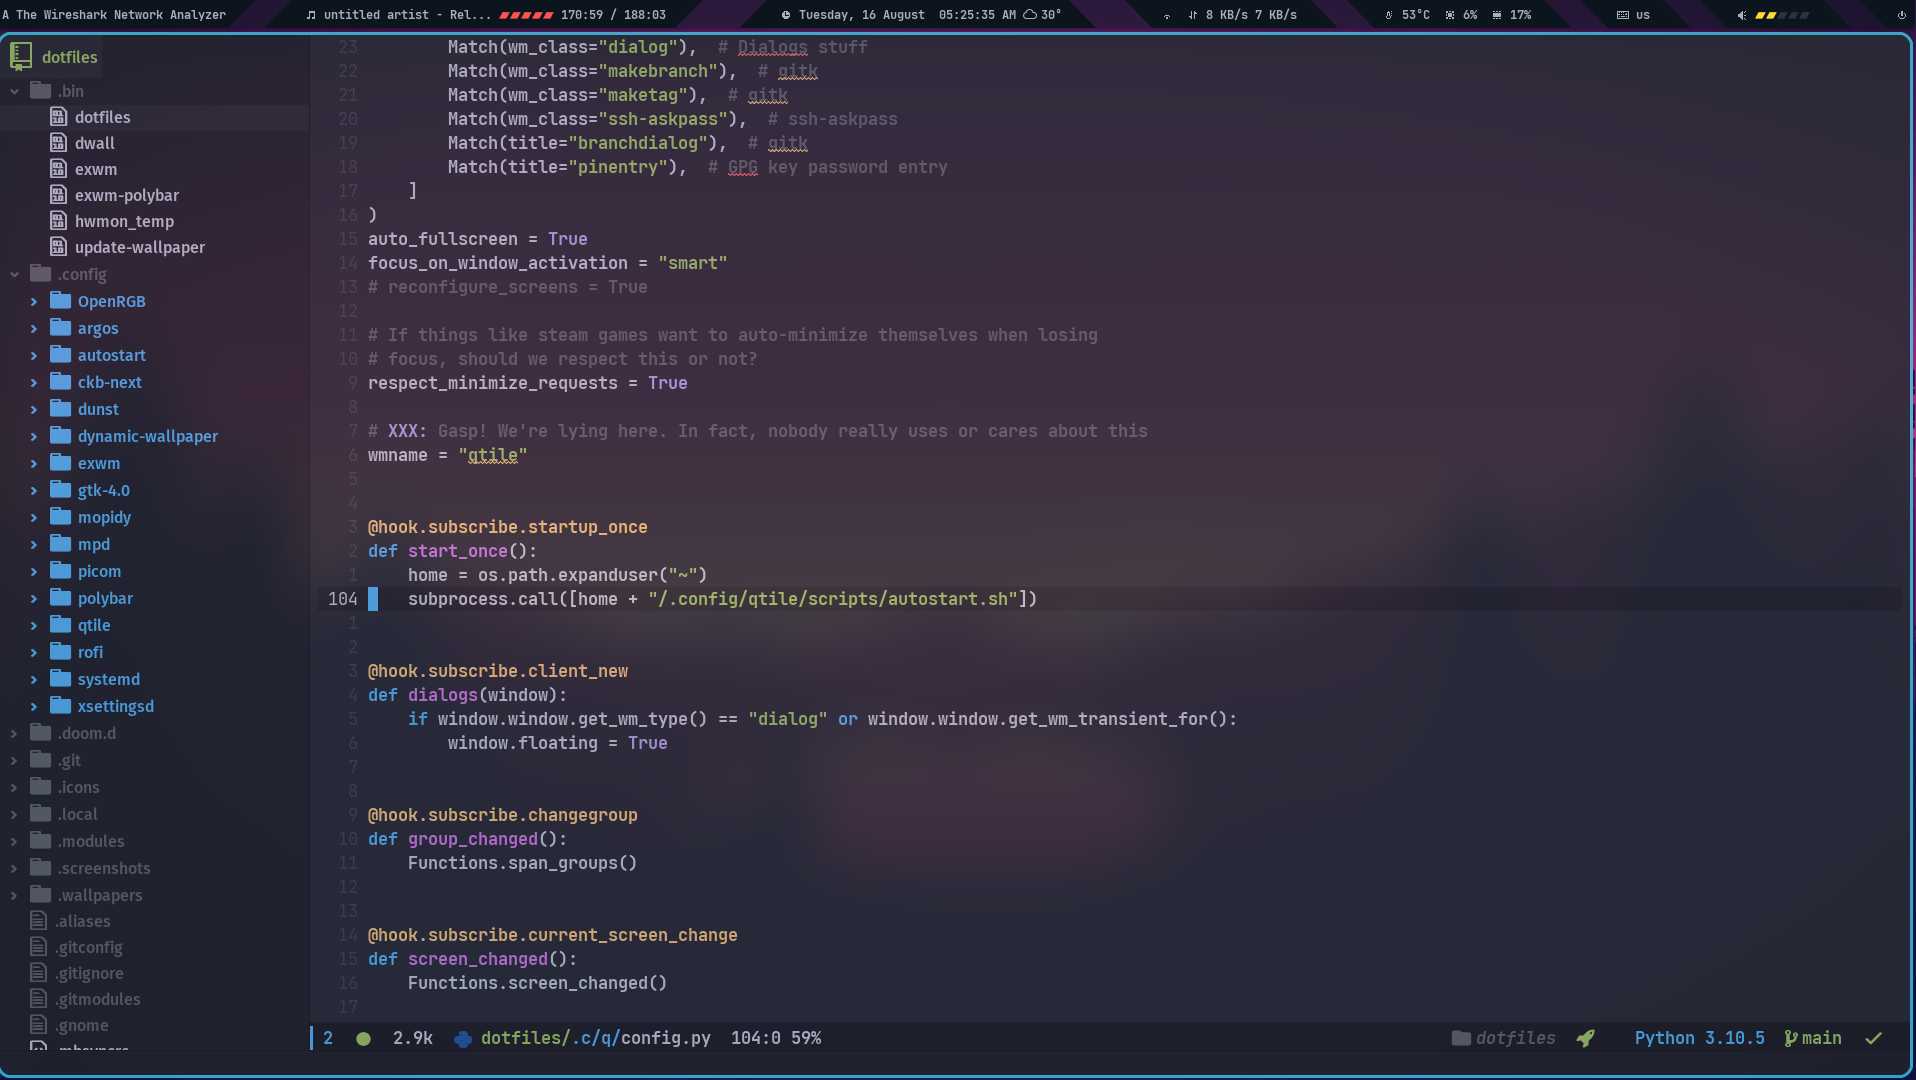 A The Wireshark Network Analyzer
untitled artist - Rel... 170:59 / 188:03
Tuesday, 16 August 05:25:35 AM 30°
8 KB/s 7 KB/s
53°C 6% 17%
us
dotfiles
.bin
dotfiles
dwall
exwm
exwm-polybar
hwmon_temp
update-wallpaper
.config
OpenRGB
argos
autostart
ckb-next
dunst
dynamic-wallpaper
exwm
gtk-4.0
mopidy
mpd
picom
polybar
qtile
rofi
systemd
xsettingsd
.doom.d
.git
.icons
.local
.modules
.screenshots
.wallpapers
.aliases
.gitconfig
.gitignore
.gitmodules
.gnome
23 Match(wm_class="dialog"),  # Dialogs stuff
22 Match(wm_class="makebranch"),  # gitk
21 Match(wm_class="maketag"),  # gitk
20 Match(wm_class="ssh-askpass"),  # ssh-askpass
19 Match(title="branchdialog"),  # gitk
18 Match(title="pinentry"),  # GPG key password entry
17 ]
16 )
15 auto_fullscreen = True
14 focus_on_window_activation = "smart"
13 # reconfigure_screens = True
12
11 # If things like steam games want to auto-minimize themselves when losing
10 # focus, should we respect this or not?
9 respect_minimize_requests = True
8
7 # XXX: Gasp! We're lying here. In fact, nobody really uses or cares about this
6 wmname = "qtile"
5
4
3 @hook.subscribe.startup_once
2 def start_once():
1 home = os.path.expanduser("~")
104 subprocess.call([home + "/.config/qtile/scripts/autostart.sh"])
1
2
3 @hook.subscribe.client_new
4 def dialogs(window):
5 if window.window.get_wm_type() == "dialog" or window.window.get_wm_transient_for():
6 window.floating = True
7
8
9 @hook.subscribe.changegroup
10 def group_changed():
11 Functions.span_groups()
12
13
14 @hook.subscribe.current_screen_change
15 def screen_changed():
16 Functions.screen_changed()
17
2 2.9k dotfiles/.c/q/config.py 104:0 59%
dotfiles Python 3.10.5 main